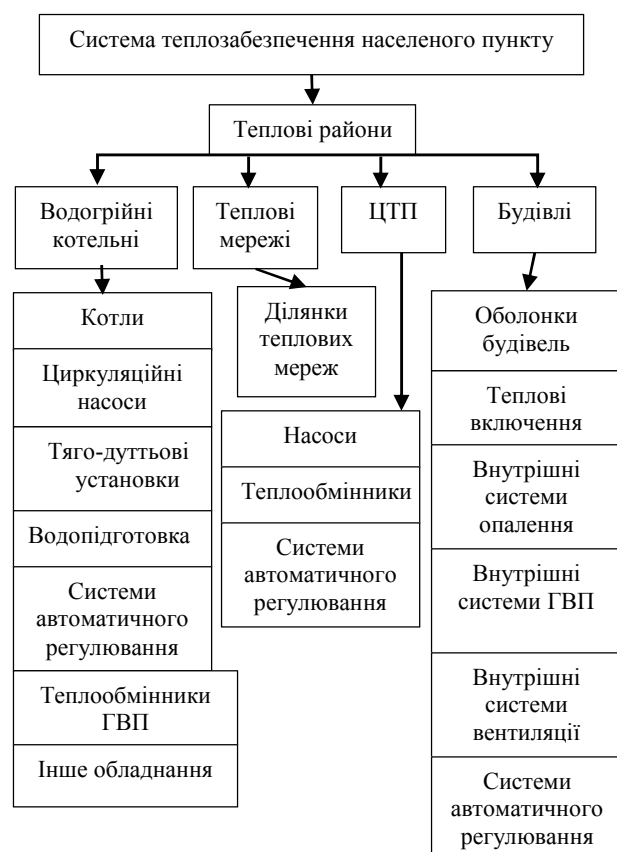 Система теплозабезпечення населеного пункту
Теплові райони
Водогрійні
котельні
Теплові
мережі
ЦТП
Будівлі
Котли
Циркуляційні
насоси
Тяго-дуттьові
установки
Водопідготовка
Системи
автоматичного
регулювання
Теплообмінники
ГВП
Інше обладнання
Ділянки
теплових
мереж
Насоси
Теплообмінники
Системи
автоматичного
регулювання
Оболонки
будівель
Теплові
включення
Внутрішні
системи
опалення
Внутрішні
системи ГВП
Внутрішні
системи
вентиляції
Системи
автоматичного
регулювання